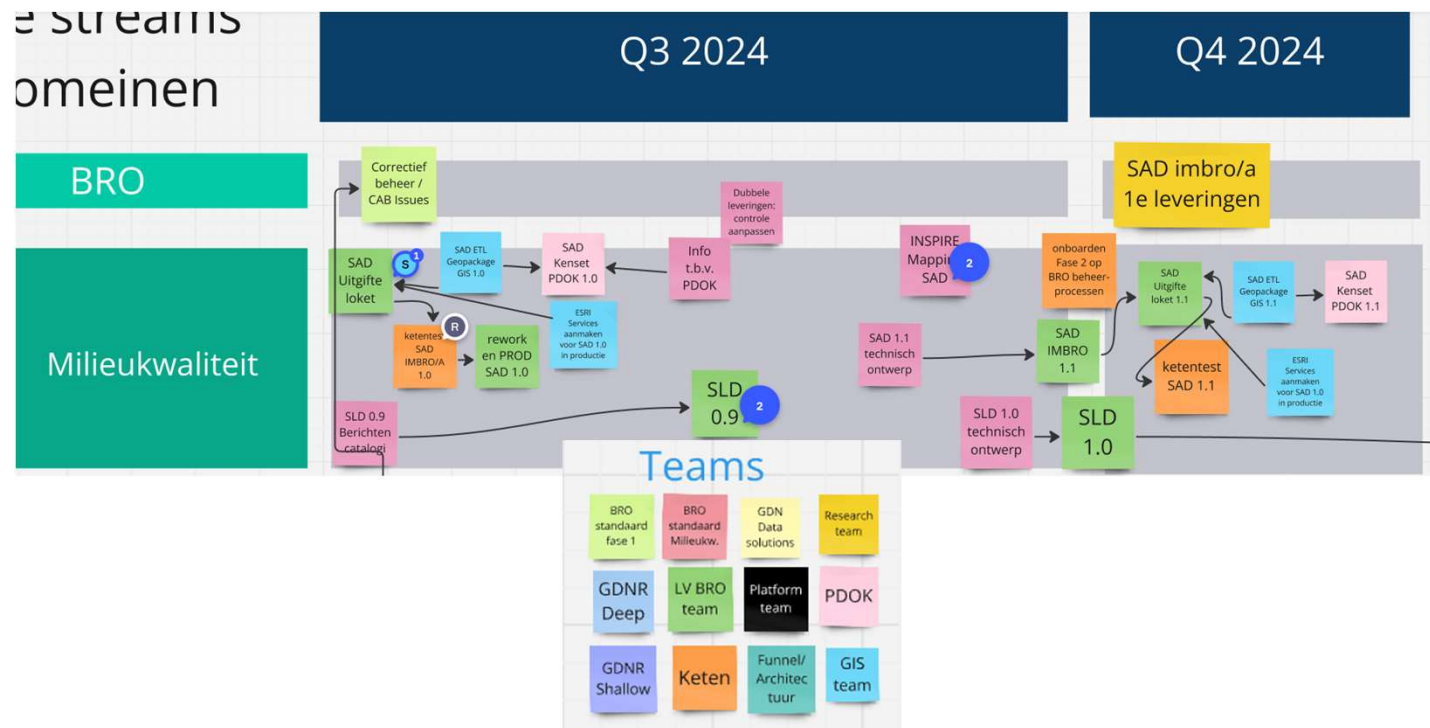 e streams
omeinen
Q3 2024
Q4 2024
BRO
Correctief
beheer /
CAB Issues
Dubbele
leveringen:
controle
aanpassen
SAD imbro/a
1e leveringen
Milieukwaliteit
SAD
Uitgifte
loket
S
1
SAD ETL
Geopackage
GIS 1.0
SAD
Kenset
PDOK 1.0
Info
t.b.v.
PDOK
INSPIRE
Mappin
SAD
2
onboarden
Fase 2 op
BRO beheer-
processen
SAD
Uitgifte
loket 1.1
SAD ETL
Geopackage
GIS 1.1
SAD
Kenset
PDOK 1.1
ketentest
SAD
IMBRO/A
1.0
R
rework
en PROD
SAD 1.0
ESRI
Services
aanmaken
voor SAD 1.0
in productie
SAD 1.1
technisch
ontwerp
SAD
IMBRO
1.1
ketentest
SAD 1.1
ESRI
Services
aanmaken
voor SAD 1.0
in productie
SLD 0.9
Berichten
catalogi
SLD
0.9
2
SLD 1.0
technisch
ontwerp
SLD
1.0
Teams
BRO
standaard
fase 1
BRO
standaard
Milieukw.
GDN
Data
solutions
Research
team
GDNR
Deep
LV BRO
team
Platform
team
PDOK
GDNR
Shallow
Keten
Funnel/
Architec
tuur
GIS
team